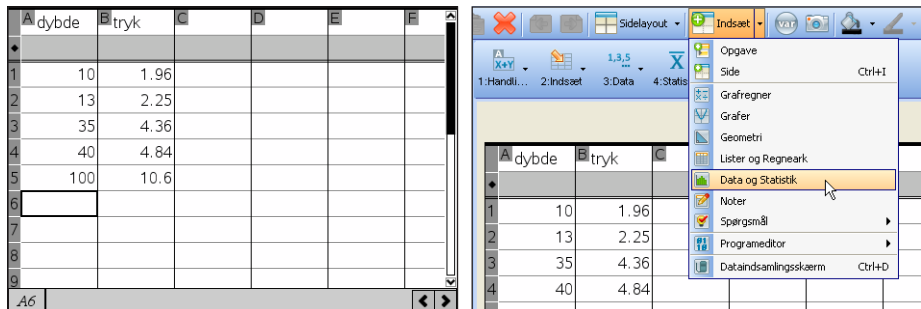 A dybde B tryk C D E F
◆
1 10 1.96
2 13 2.25
3 35 4.36
4 40 4.84
5 100 10.6
6
7
8
9
A6
Sidelayout Indsæt var
1:Handli... 2:Indsæt 3:Data 4:Statis
X+Y 1,3,5 X
Opgave
Side Ctrl+I
Grafregner
Grafer
Geometri
Lister og Regneark
Data og Statistik
Noter
Spørgsmål
Programeditor
Dataindsamlingsskærm Ctrl+D
A dybde B tryk C
◆
1 10 1.96
2 13 2.25
3 35 4.36
4 40 4.84